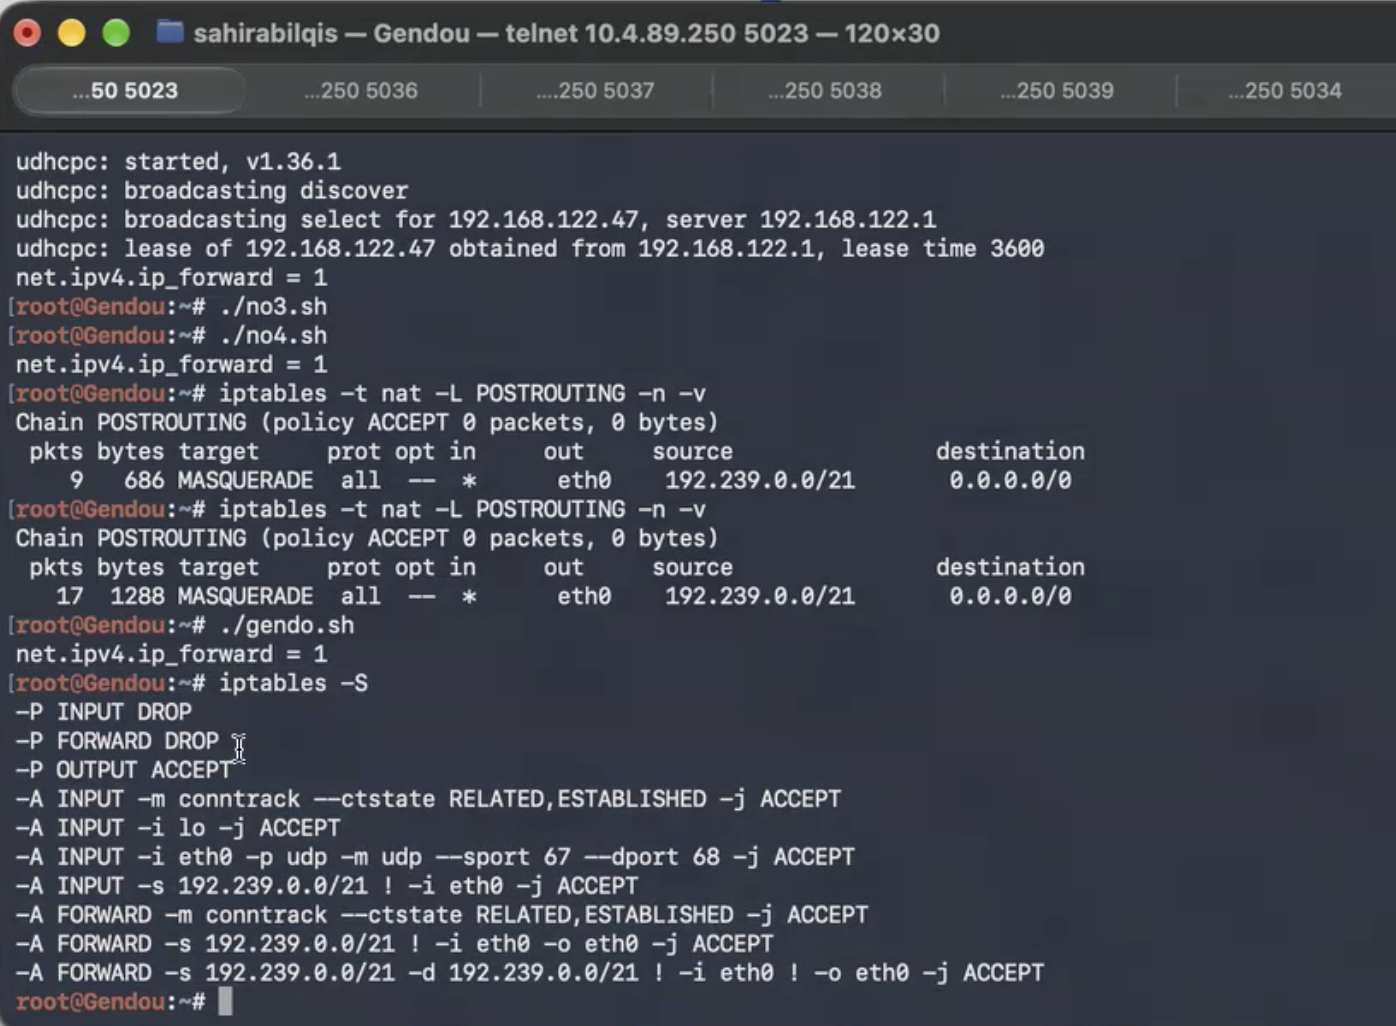 sahirabilqis — Gendou — telnet 10.4.89.250 5023 — 120×30
...50 5023 ...250 5036 ....250 5037 ...250 5038 ...250 5039 ...250 5034
udhcpc: started, v1.36.1
udhcpc: broadcasting discover
udhcpc: broadcasting select for 192.168.122.47, server 192.168.122.1
udhcpc: lease of 192.168.122.47 obtained from 192.168.122.1, lease time 3600
net.ipv4.ip_forward = 1
[root@Gendou:~# ./no3.sh
[root@Gendou:~# ./no4.sh
net.ipv4.ip_forward = 1
[root@Gendou:~# iptables -t nat -L POSTROUTING -n -v
Chain POSTROUTING (policy ACCEPT 0 packets, 0 bytes)
 pkts bytes target     prot opt in     out     source               destination
    9   686 MASQUERADE  all  --  *      eth0    192.239.0.0/21       0.0.0.0/0
[root@Gendou:~# iptables -t nat -L POSTROUTING -n -v
Chain POSTROUTING (policy ACCEPT 0 packets, 0 bytes)
 pkts bytes target     prot opt in     out     source               destination
   17  1288 MASQUERADE  all  --  *      eth0    192.239.0.0/21       0.0.0.0/0
[root@Gendou:~# ./gendo.sh
net.ipv4.ip_forward = 1
[root@Gendou:~# iptables -S
-P INPUT DROP
-P FORWARD DROP
-P OUTPUT ACCEPT
-A INPUT -m conntrack --ctstate RELATED,ESTABLISHED -j ACCEPT
-A INPUT -i lo -j ACCEPT
-A INPUT -i eth0 -p udp -m udp --sport 67 --dport 68 -j ACCEPT
-A INPUT -s 192.239.0.0/21 ! -i eth0 -j ACCEPT
-A FORWARD -m conntrack --ctstate RELATED,ESTABLISHED -j ACCEPT
-A FORWARD -s 192.239.0.0/21 ! -i eth0 -o eth0 -j ACCEPT
-A FORWARD -s 192.239.0.0/21 -d 192.239.0.0/21 ! -i eth0 ! -o eth0 -j ACCEPT
root@Gendou:~#